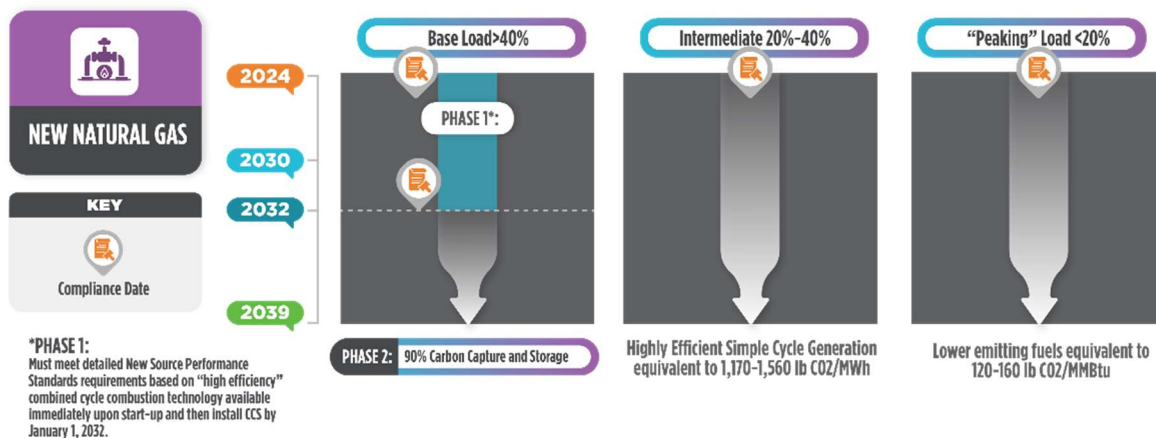 NEW NATURAL GAS
KEY
Compliance Date
*PHASE 1:
Must meet detailed New Source Performance
Standards requirements based on “high efficiency”
combined cycle combustion technology available
immediately upon start-up and then install CCS by
January 1, 2032.
2024
2030
2032
2039
Base Load>40%
PHASE 1*:
PHASE 2: 90% Carbon Capture and Storage
Intermediate 20%-40%
Highly Efficient Simple Cycle Generation
equivalent to 1,170-1,560 lb CO2/MWh
“Peaking” Load <20%
Lower emitting fuels equivalent to
120-160 lb CO2/MMBtu